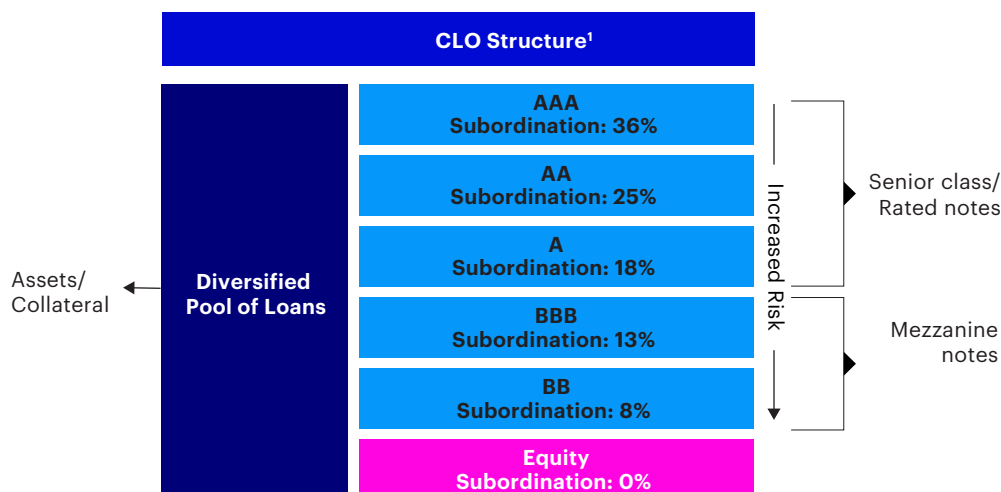 CLO Structure¹
AAA
Subordination: 36%
AA
Subordination: 25%
A
Subordination: 18%
BBB
Subordination: 13%
BB
Subordination: 8%
Equity
Subordination: 0%
Assets/
Collateral
Diversified
Pool of Loans
Increased Risk
Senior class/
Rated notes
Mezzanine
notes